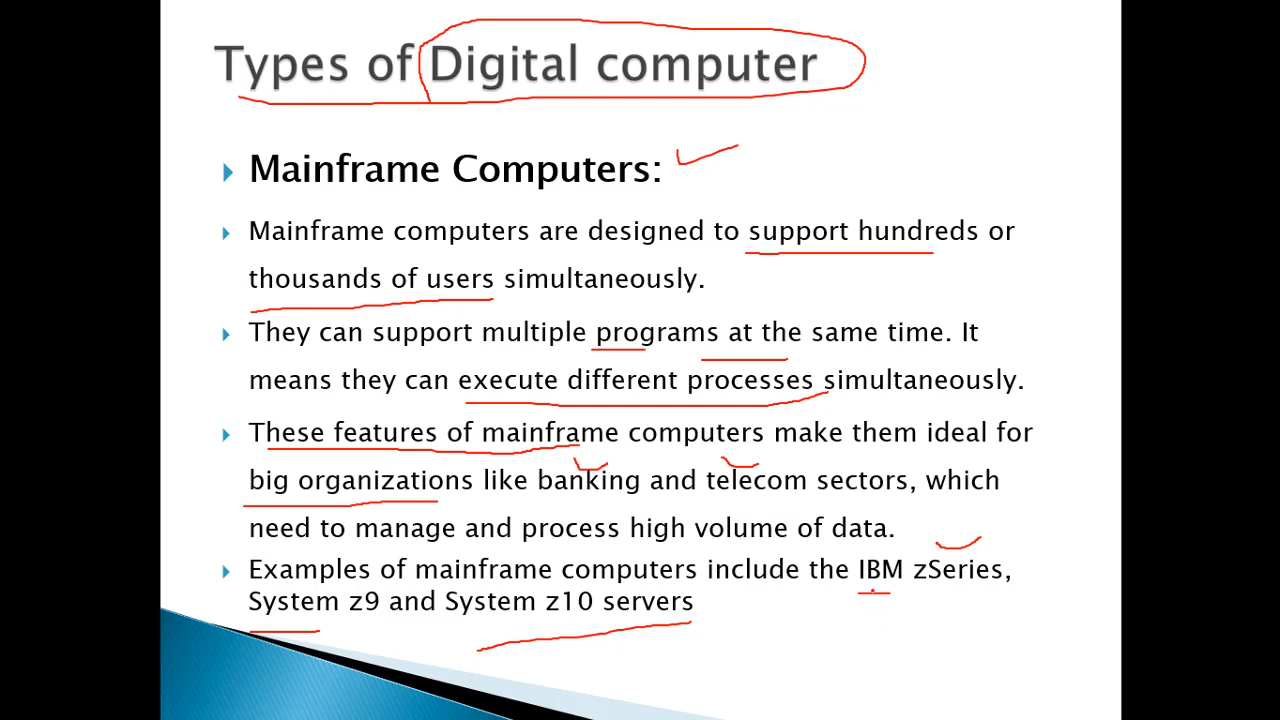 Types of Digital computer
Mainframe Computers:
Mainframe computers are designed to support hundreds or
thousands of users simultaneously.
They can support multiple programs at the same time. It
means they can execute different processes simultaneously.
These features of mainframe computers make them ideal for
big organizations like banking and telecom sectors, which
need to manage and process high volume of data.
Examples of mainframe computers include the IBM zSeries,
System z9 and System z10 servers